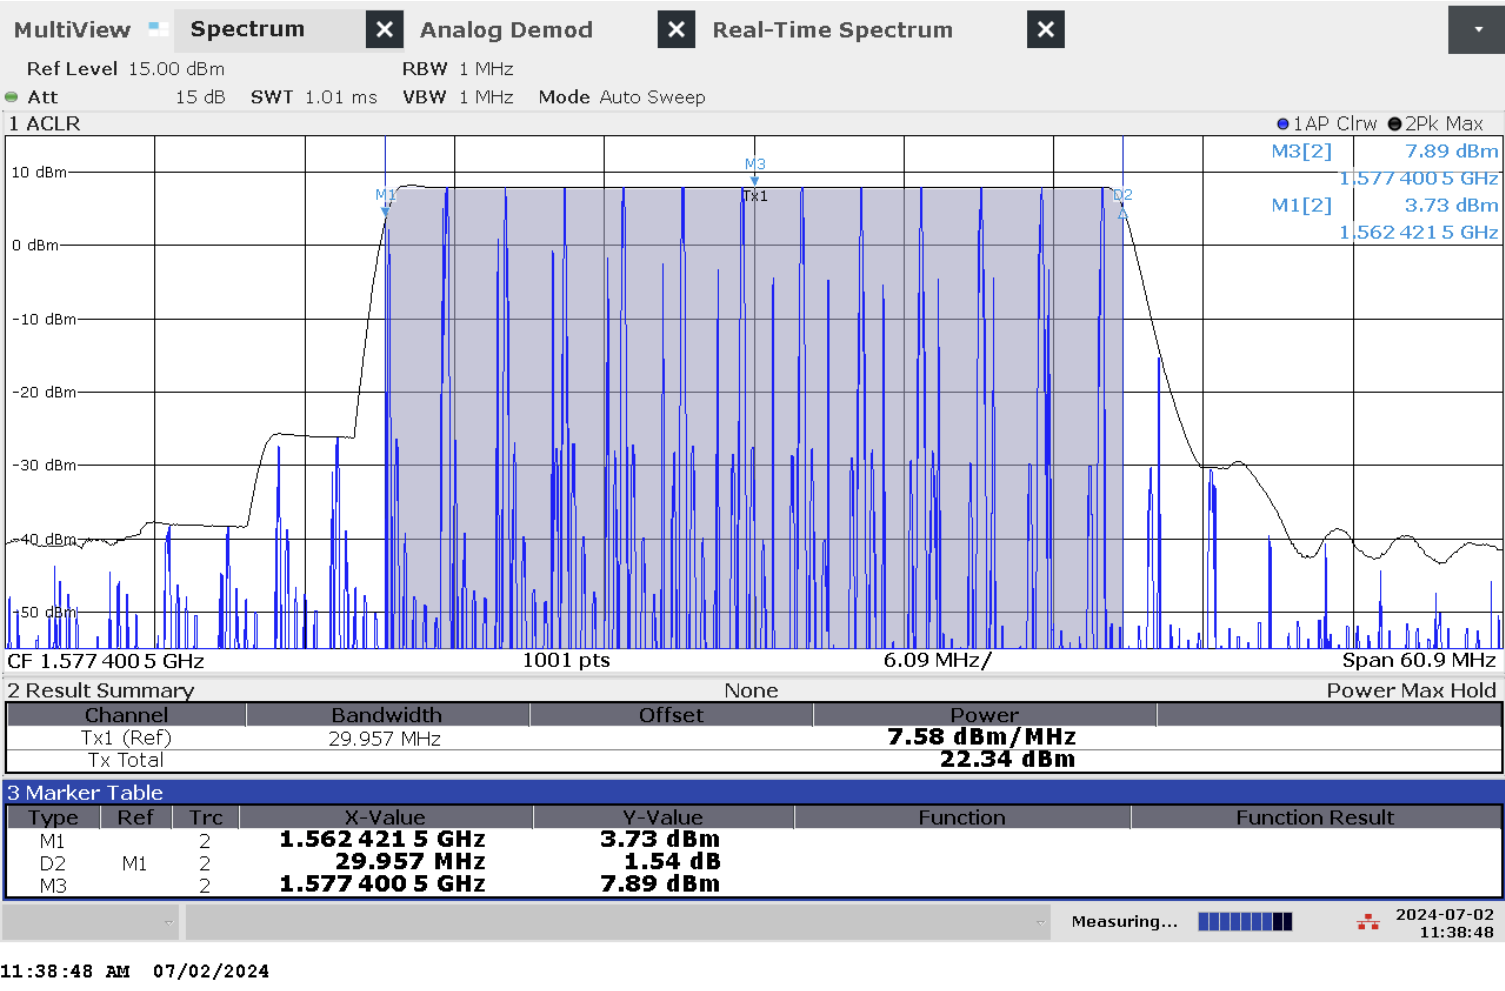 MultiView Spectrum Analog Demod Real-Time Spectrum
Ref Level 15.00 dBm RBW 1 MHz
Att 15 dB SWT 1.01 ms VBW 1 MHz Mode Auto Sweep
1 ACLR 1AP Clrw 2Pk Max
M3[2] 7.89 dBm
1.577 400 5 GHz
M1[2] 3.73 dBm
1.562 421 5 GHz
M3
M1 Tx1 D2
10 dBm
0 dBm
-10 dBm
-20 dBm
-30 dBm
-40 dBm
-50 dBm
CF 1.577 400 5 GHz 1001 pts 6.09 MHz/ Span 60.9 MHz
2 Result Summary None Power Max Hold
Channel Bandwidth Offset Power
Tx1 (Ref) 29.957 MHz 7.58 dBm/MHz
Tx Total 22.34 dBm
3 Marker Table
Type Ref Trc X-Value Y-Value Function Function Result
M1 2 1.562 421 5 GHz 3.73 dBm
D2 M1 2 29.957 MHz 1.54 dB
M3 2 1.577 400 5 GHz 7.89 dBm
Measuring... 2024-07-02
11:38:48
11:38:48 AM 07/02/2024